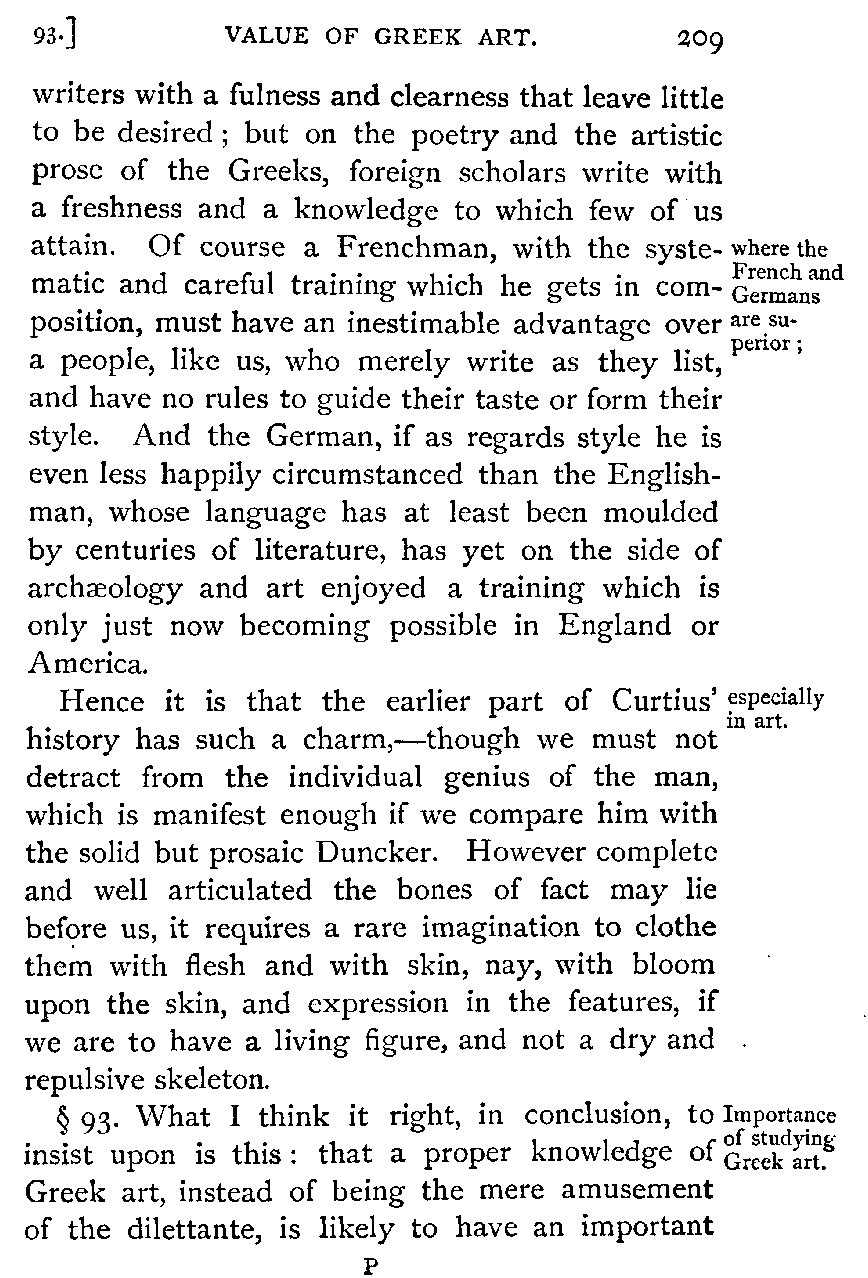 93.] VALUE OF GREEK ART. 209
writers with a fulness and clearness that leave little
to be desired ; but on the poetry and the artistic
prose of the Greeks, foreign scholars write with
a freshness and a knowledge to which few of us
attain. Of course a Frenchman, with the syste-
matic and careful training which he gets in com-
position, must have an inestimable advantage over
a people, like us, who merely write as they list,
and have no rules to guide their taste or form their
style. And the German, if as regards style he is
even less happily circumstanced than the English-
man, whose language has at least been moulded
by centuries of literature, has yet on the side of
archæology and art enjoyed a training which is
only just now becoming possible in England or
America.
where the
French and
Germans
are su-
perior ;
Hence it is that the earlier part of Curtius’
history has such a charm,—though we must not
detract from the individual genius of the man,
which is manifest enough if we compare him with
the solid but prosaic Duncker. However complete
and well articulated the bones of fact may lie
before us, it requires a rare imagination to clothe
them with flesh and with skin, nay, with bloom
upon the skin, and expression in the features, if
we are to have a living figure, and not a dry and
repulsive skeleton.
especially
in art.
§ 93. What I think it right, in conclusion, to
insist upon is this : that a proper knowledge of
Greek art, instead of being the mere amusement
of the dilettante, is likely to have an important
Importance
of studying
Greek art.
P